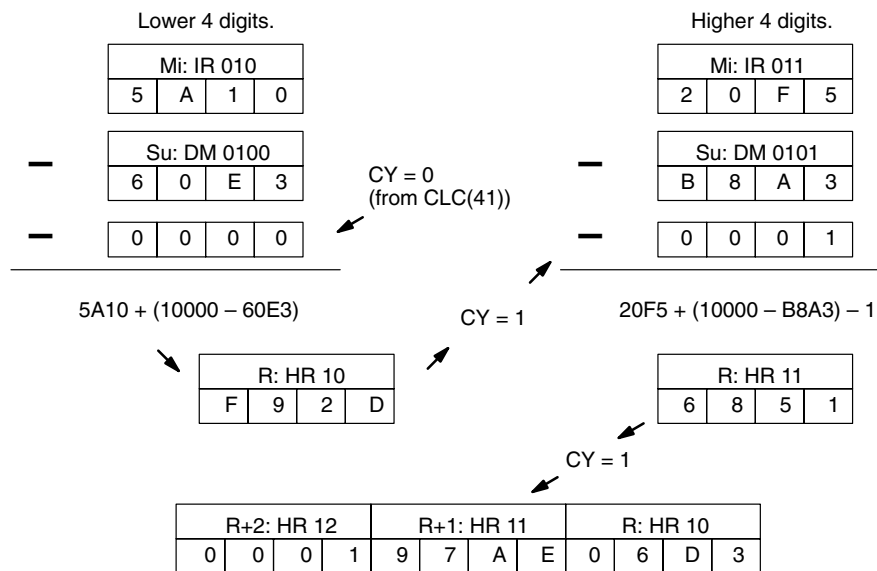 Lower 4 digits. Higher 4 digits.
Mi: IR 010 Mi: IR 011
5 A 1 0 2 0 F 5
– Su: DM 0100 – Su: DM 0101
6 0 E 3 B 8 A 3
CY = 0
(from CLC(41))
– 0 0 0 0 – 0 0 0 1
5A10 + (10000 – 60E3) CY = 1 20F5 + (10000 – B8A3) – 1
R: HR 10 R: HR 11
F 9 2 D 6 8 5 1
CY = 1
R+2: HR 12 R+1: HR 11 R: HR 10
0 0 0 1 9 7 A E 0 6 D 3